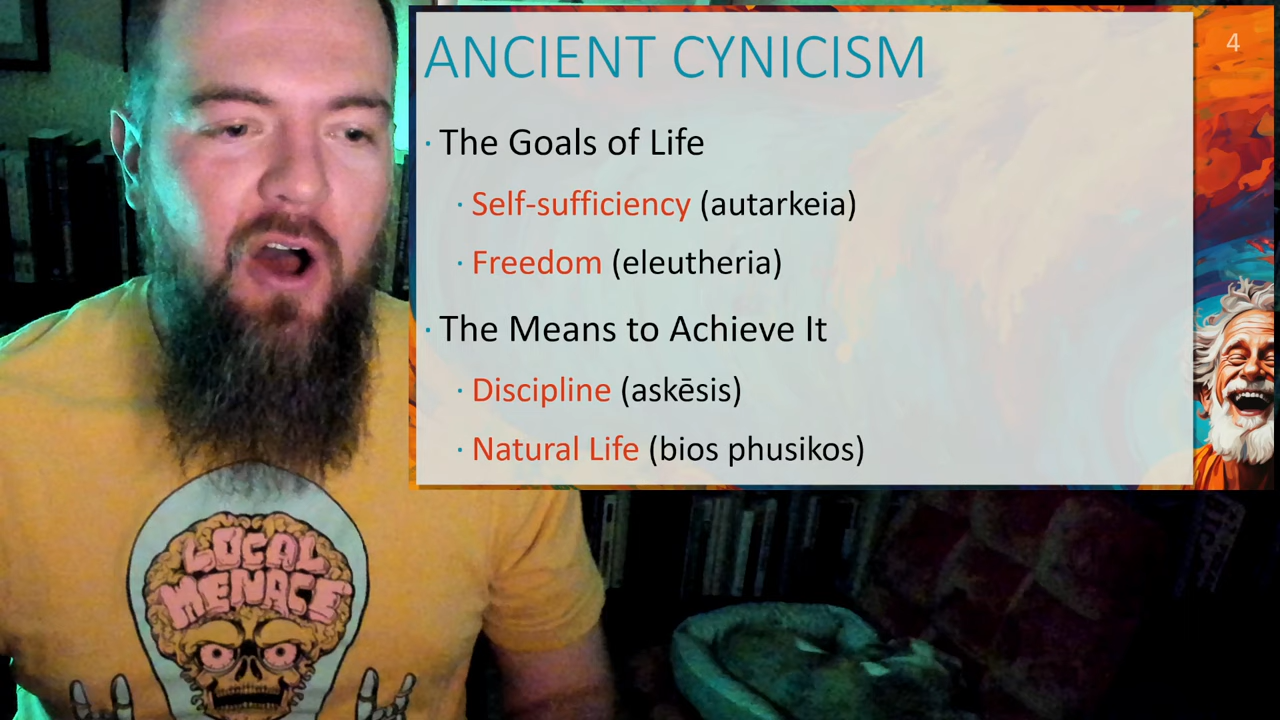 ANCIENT CYNICISM
4
· The Goals of Life
· Self-sufficiency (autarkeia)
· Freedom (eleutheria)
· The Means to Achieve It
· Discipline (askēsis)
· Natural Life (bios phusikos)
LOCAL
MENACE